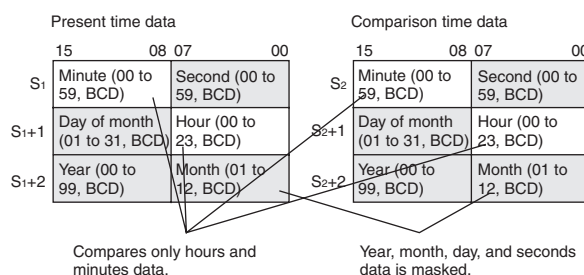 Present time data
Comparison time data
15 08 07 00
15 08 07 00
S1 Minute (00 to 59, BCD) Second (00 to 59, BCD)
S1+1 Day of month (01 to 31, BCD) Hour (00 to 23, BCD)
S1+2 Year (00 to 99, BCD) Month (01 to 12, BCD)
S2 Minute (00 to 59, BCD) Second (00 to 59, BCD)
S2+1 Day of month (01 to 31, BCD) Hour (00 to 23, BCD)
S2+2 Year (00 to 99, BCD) Month (01 to 12, BCD)
Compares only hours and
minutes data.
Year, month, day, and seconds
data is masked.